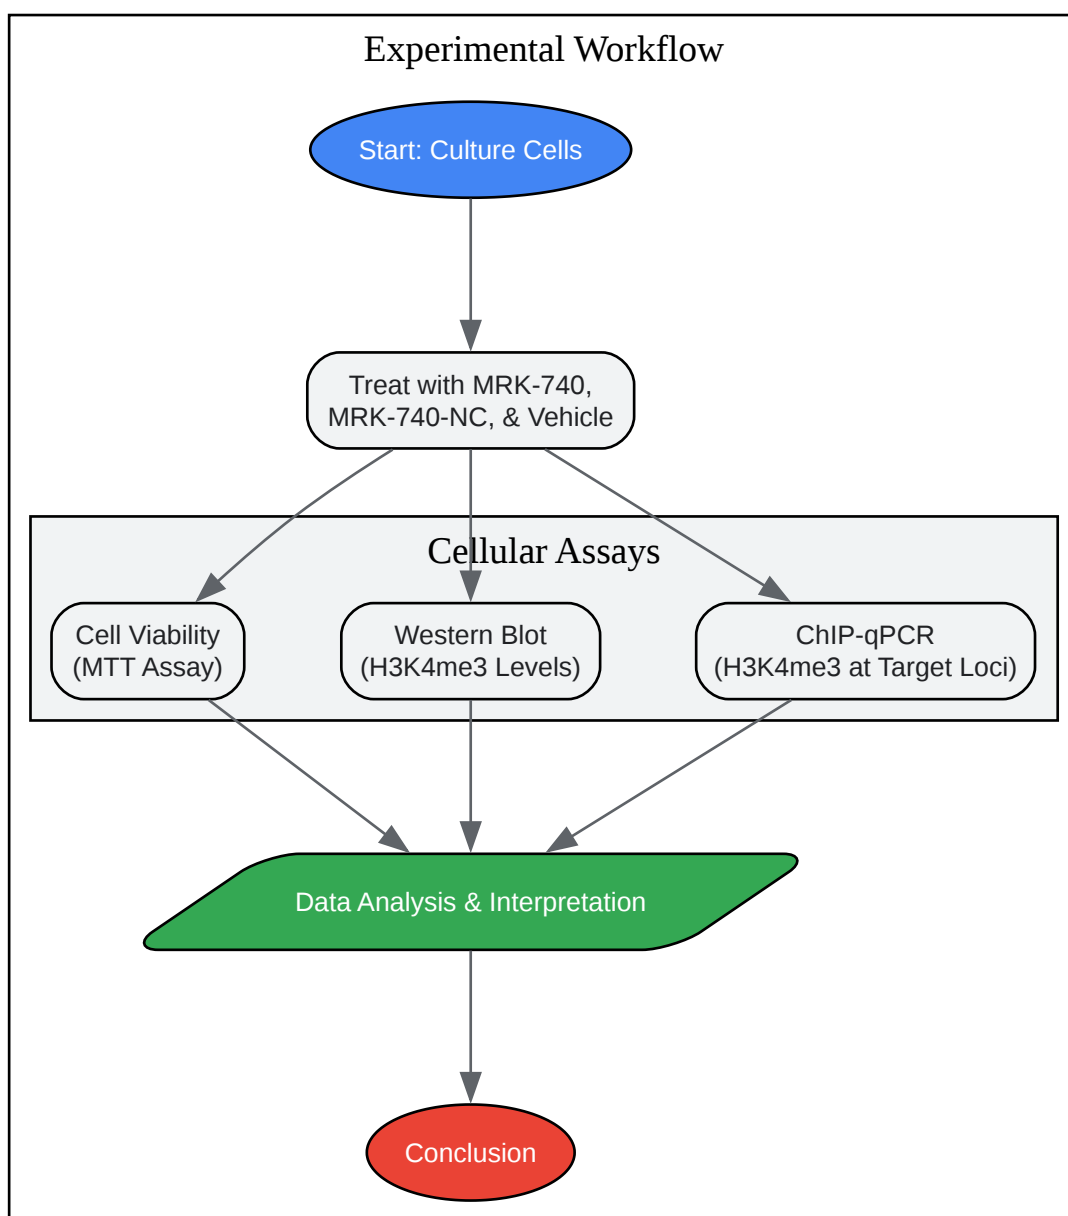 Experimental Workflow
Start: Culture Cells
Treat with MRK-740,
MRK-740-NC, & Vehicle
Cellular Assays
Cell Viability
(MTT Assay)
Western Blot
(H3K4me3 Levels)
ChIP-qPCR
(H3K4me3 at Target Loci)
Data Analysis & Interpretation
Conclusion